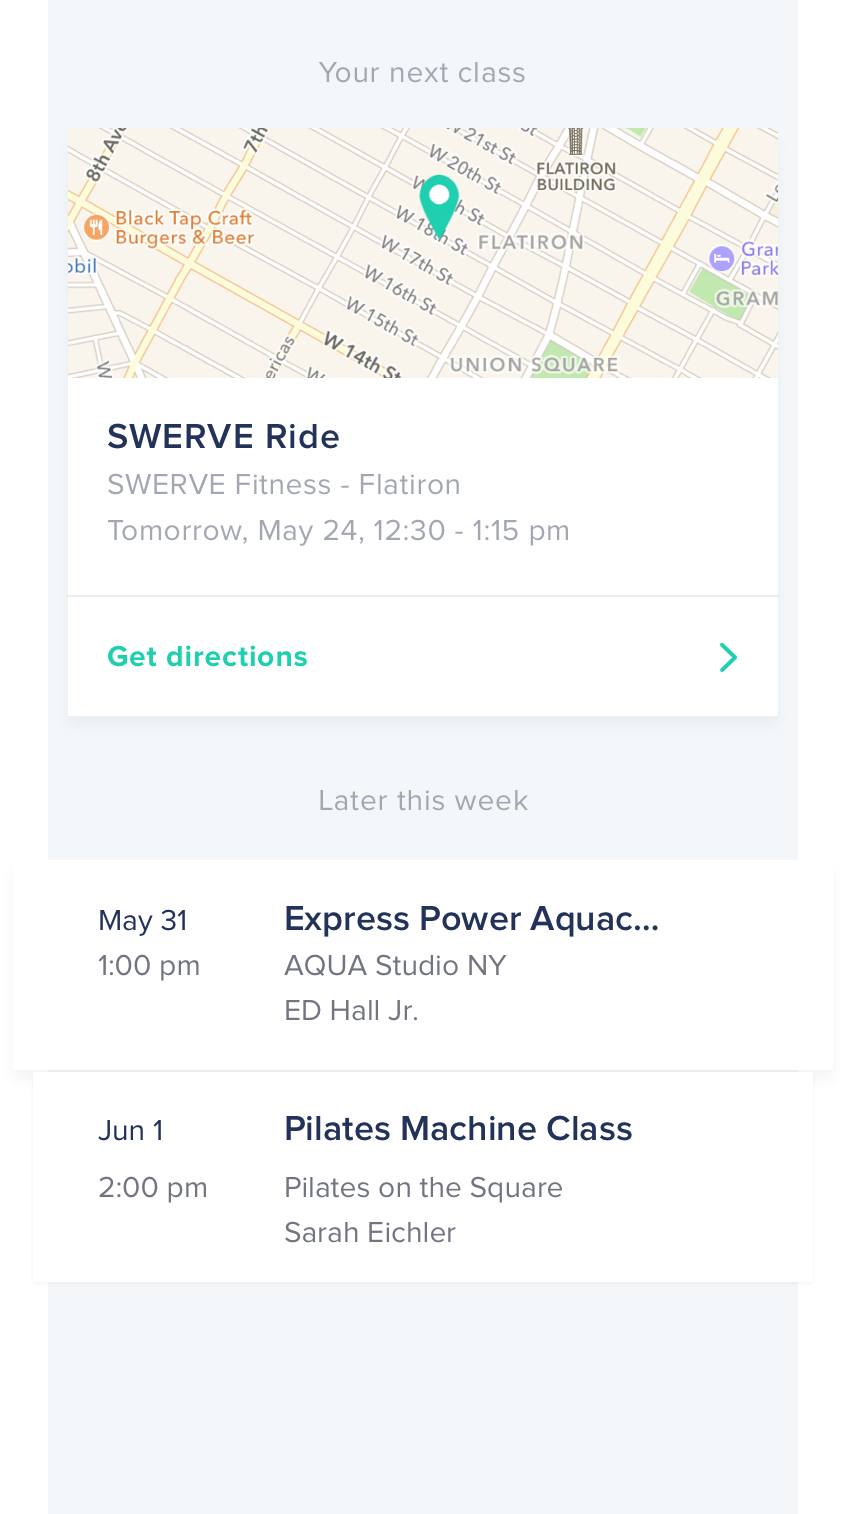 Your next class
8th Ave
7th
W 21st St
St
W 20th St
FLATIRON
BUILDING
Black Tap Craft
Burgers & Beer
W 18th St
FLATIRON
W 17th St
W 16th St
Gran
Park
obil
GRAM
W 15th St
W 14th St
ericas
W
W
UNION SQUARE
SWERVE Ride
SWERVE Fitness - Flatiron
Tomorrow, May 24, 12:30 - 1:15 pm
Get directions
Later this week
May 31
Express Power Aquac...
1:00 pm
AQUA Studio NY
ED Hall Jr.
Jun 1
Pilates Machine Class
2:00 pm
Pilates on the Square
Sarah Eichler